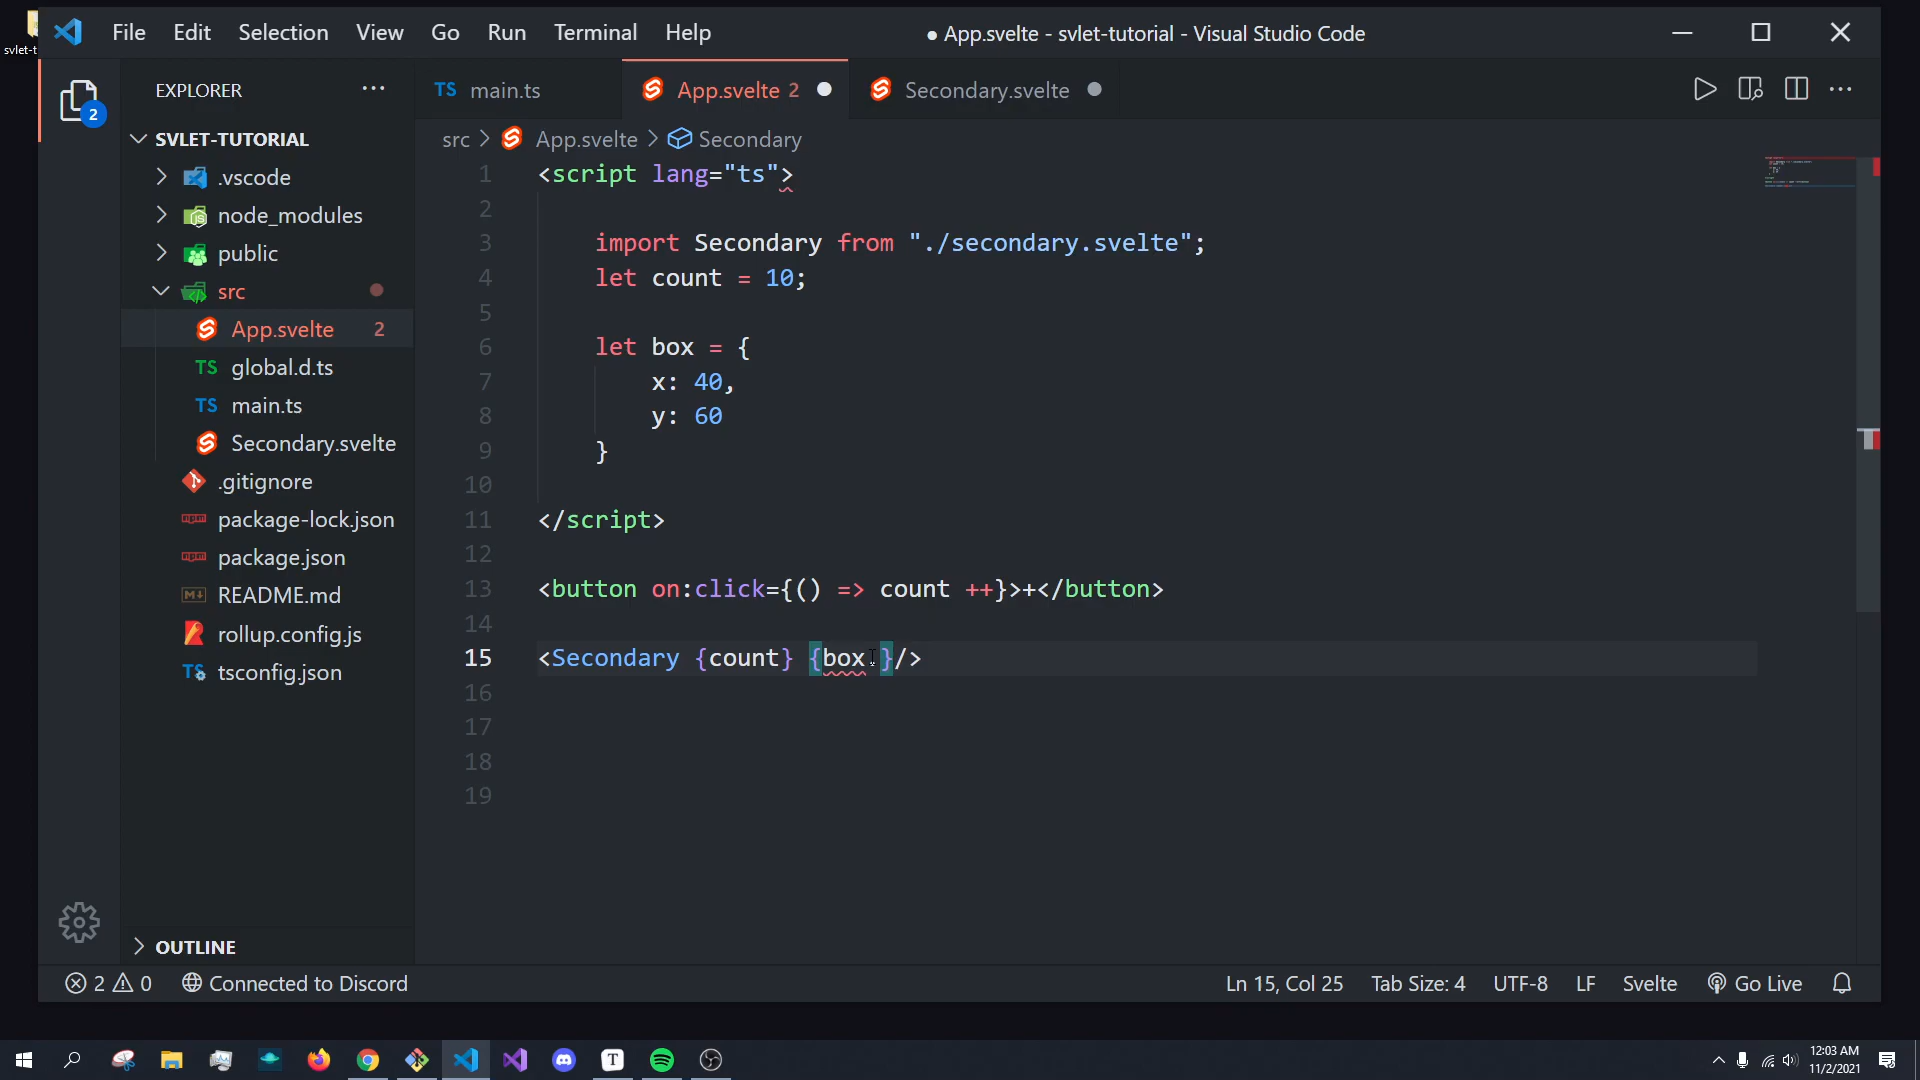 svlet-t
File Edit Selection View Go Run Terminal Help
● App.svelte - svlet-tutorial - Visual Studio Code
2
EXPLORER
TS main.ts
App.svelte 2
Secondary.svelte
SVLET-TUTORIAL
.vscode
node_modules
public
src
App.svelte 2
TS global.d.ts
TS main.ts
Secondary.svelte
.gitignore
package-lock.json
package.json
README.md
rollup.config.js
TS tsconfig.json
OUTLINE
src > App.svelte > Secondary
1 <script lang="ts">
2
3 import Secondary from "./secondary.svelte";
4 let count = 10;
5
6 let box = {
7 x: 40,
8 y: 60
9 }
10
11 </script>
12
13 <button on:click={() => count ++}>+</button>
14
15 <Secondary {count} {box }/>
16
17
18
19
2 0 Connected to Discord
Ln 15, Col 25 Tab Size: 4 UTF-8 LF Svelte Go Live
T
12:03 AM
11/2/2021